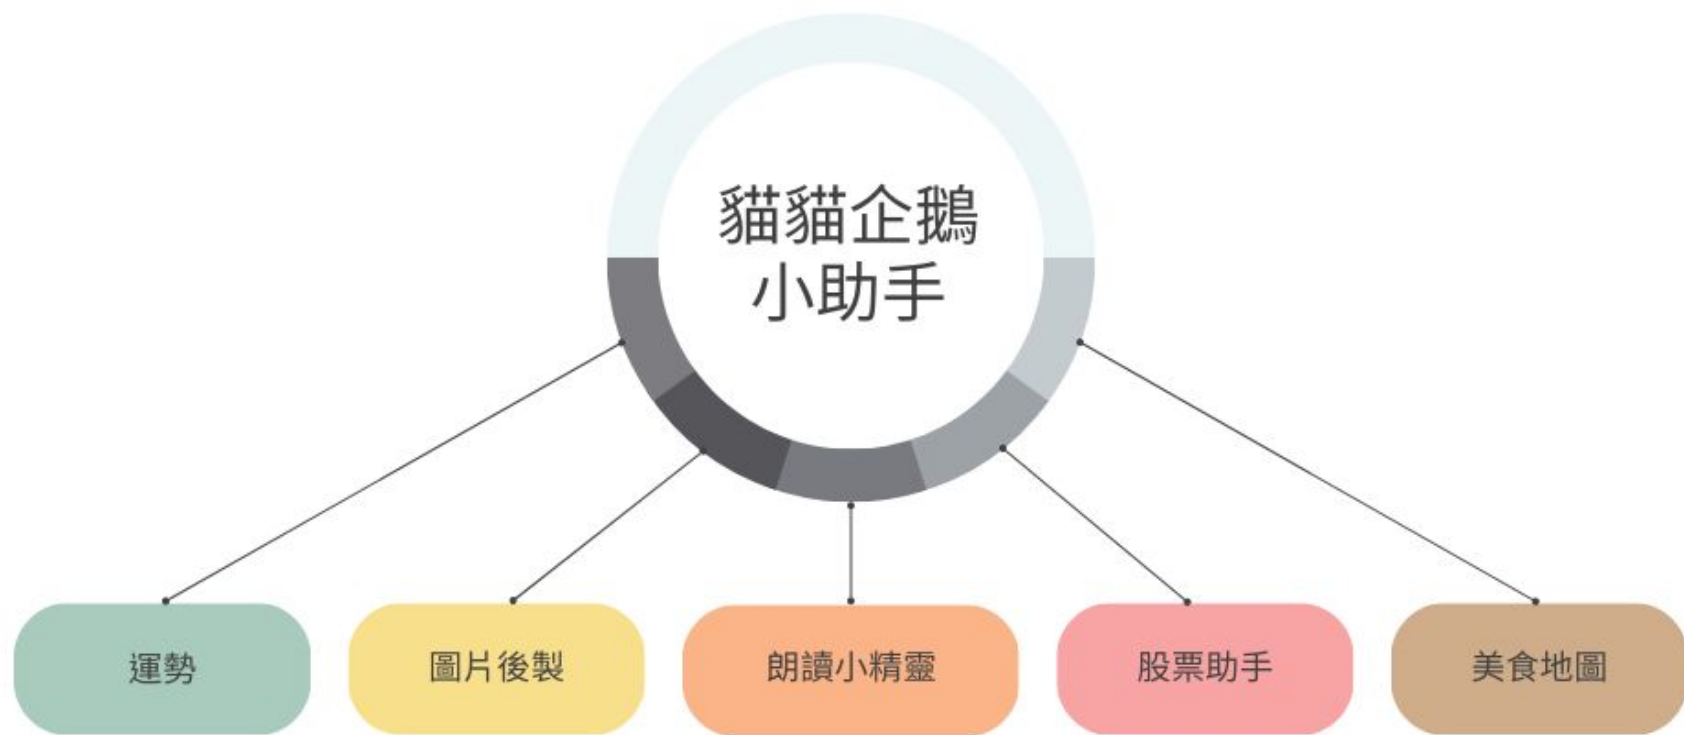 貓貓企鵝
小助手
運勢
圖片後製
朗讀小精靈
股票助手
美食地圖